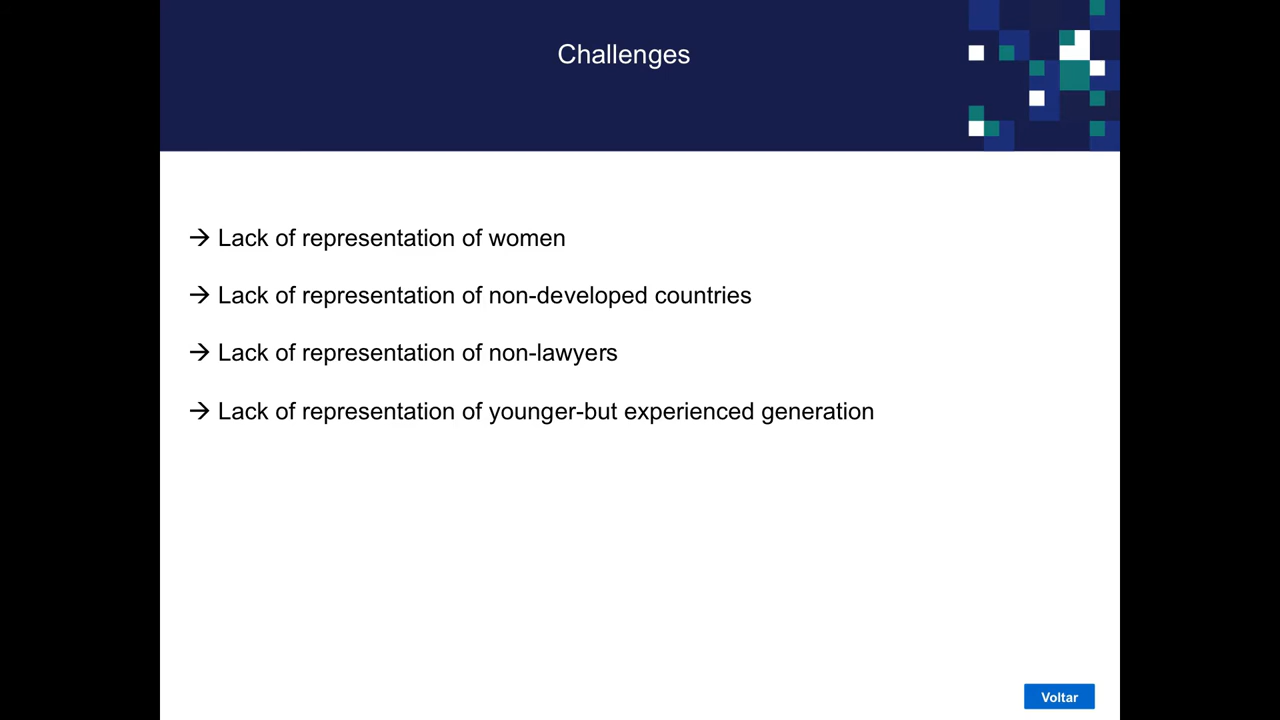 Challenges
→ Lack of representation of women
→ Lack of representation of non-developed countries
→ Lack of representation of non-lawyers
→ Lack of representation of younger-but experienced generation
Voltar